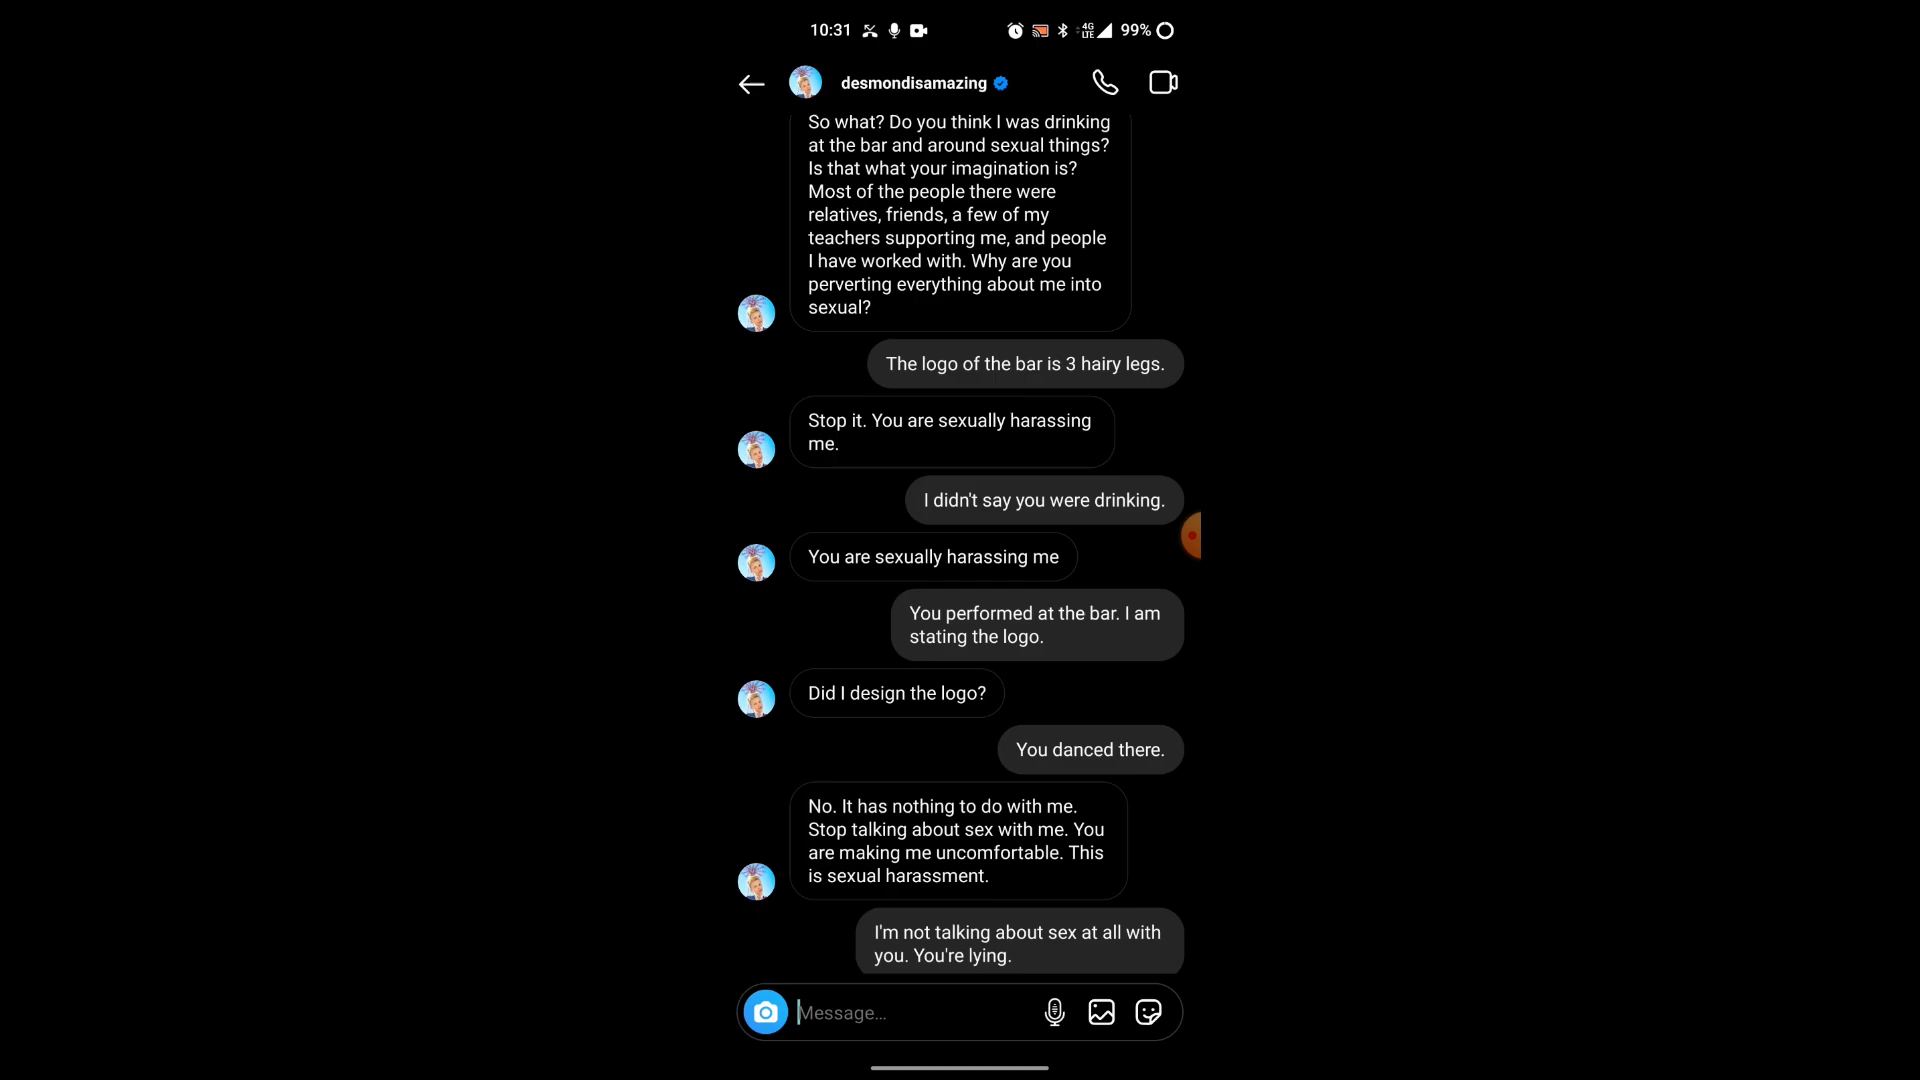 10:31
4G
LTE
99%
desmondisamazing
So what? Do you think I was drinking
at the bar and around sexual things?
Is that what your imagination is?
Most of the people there were
relatives, friends, a few of my
teachers supporting me, and people
I have worked with. Why are you
perverting everything about me into
sexual?
The logo of the bar is 3 hairy legs.
Stop it. You are sexually harassing
me.
I didn't say you were drinking.
You are sexually harassing me
You performed at the bar. I am
stating the logo.
Did I design the logo?
You danced there.
No. It has nothing to do with me.
Stop talking about sex with me. You
are making me uncomfortable. This
is sexual harassment.
I'm not talking about sex at all with
you. You're lying.
Message...